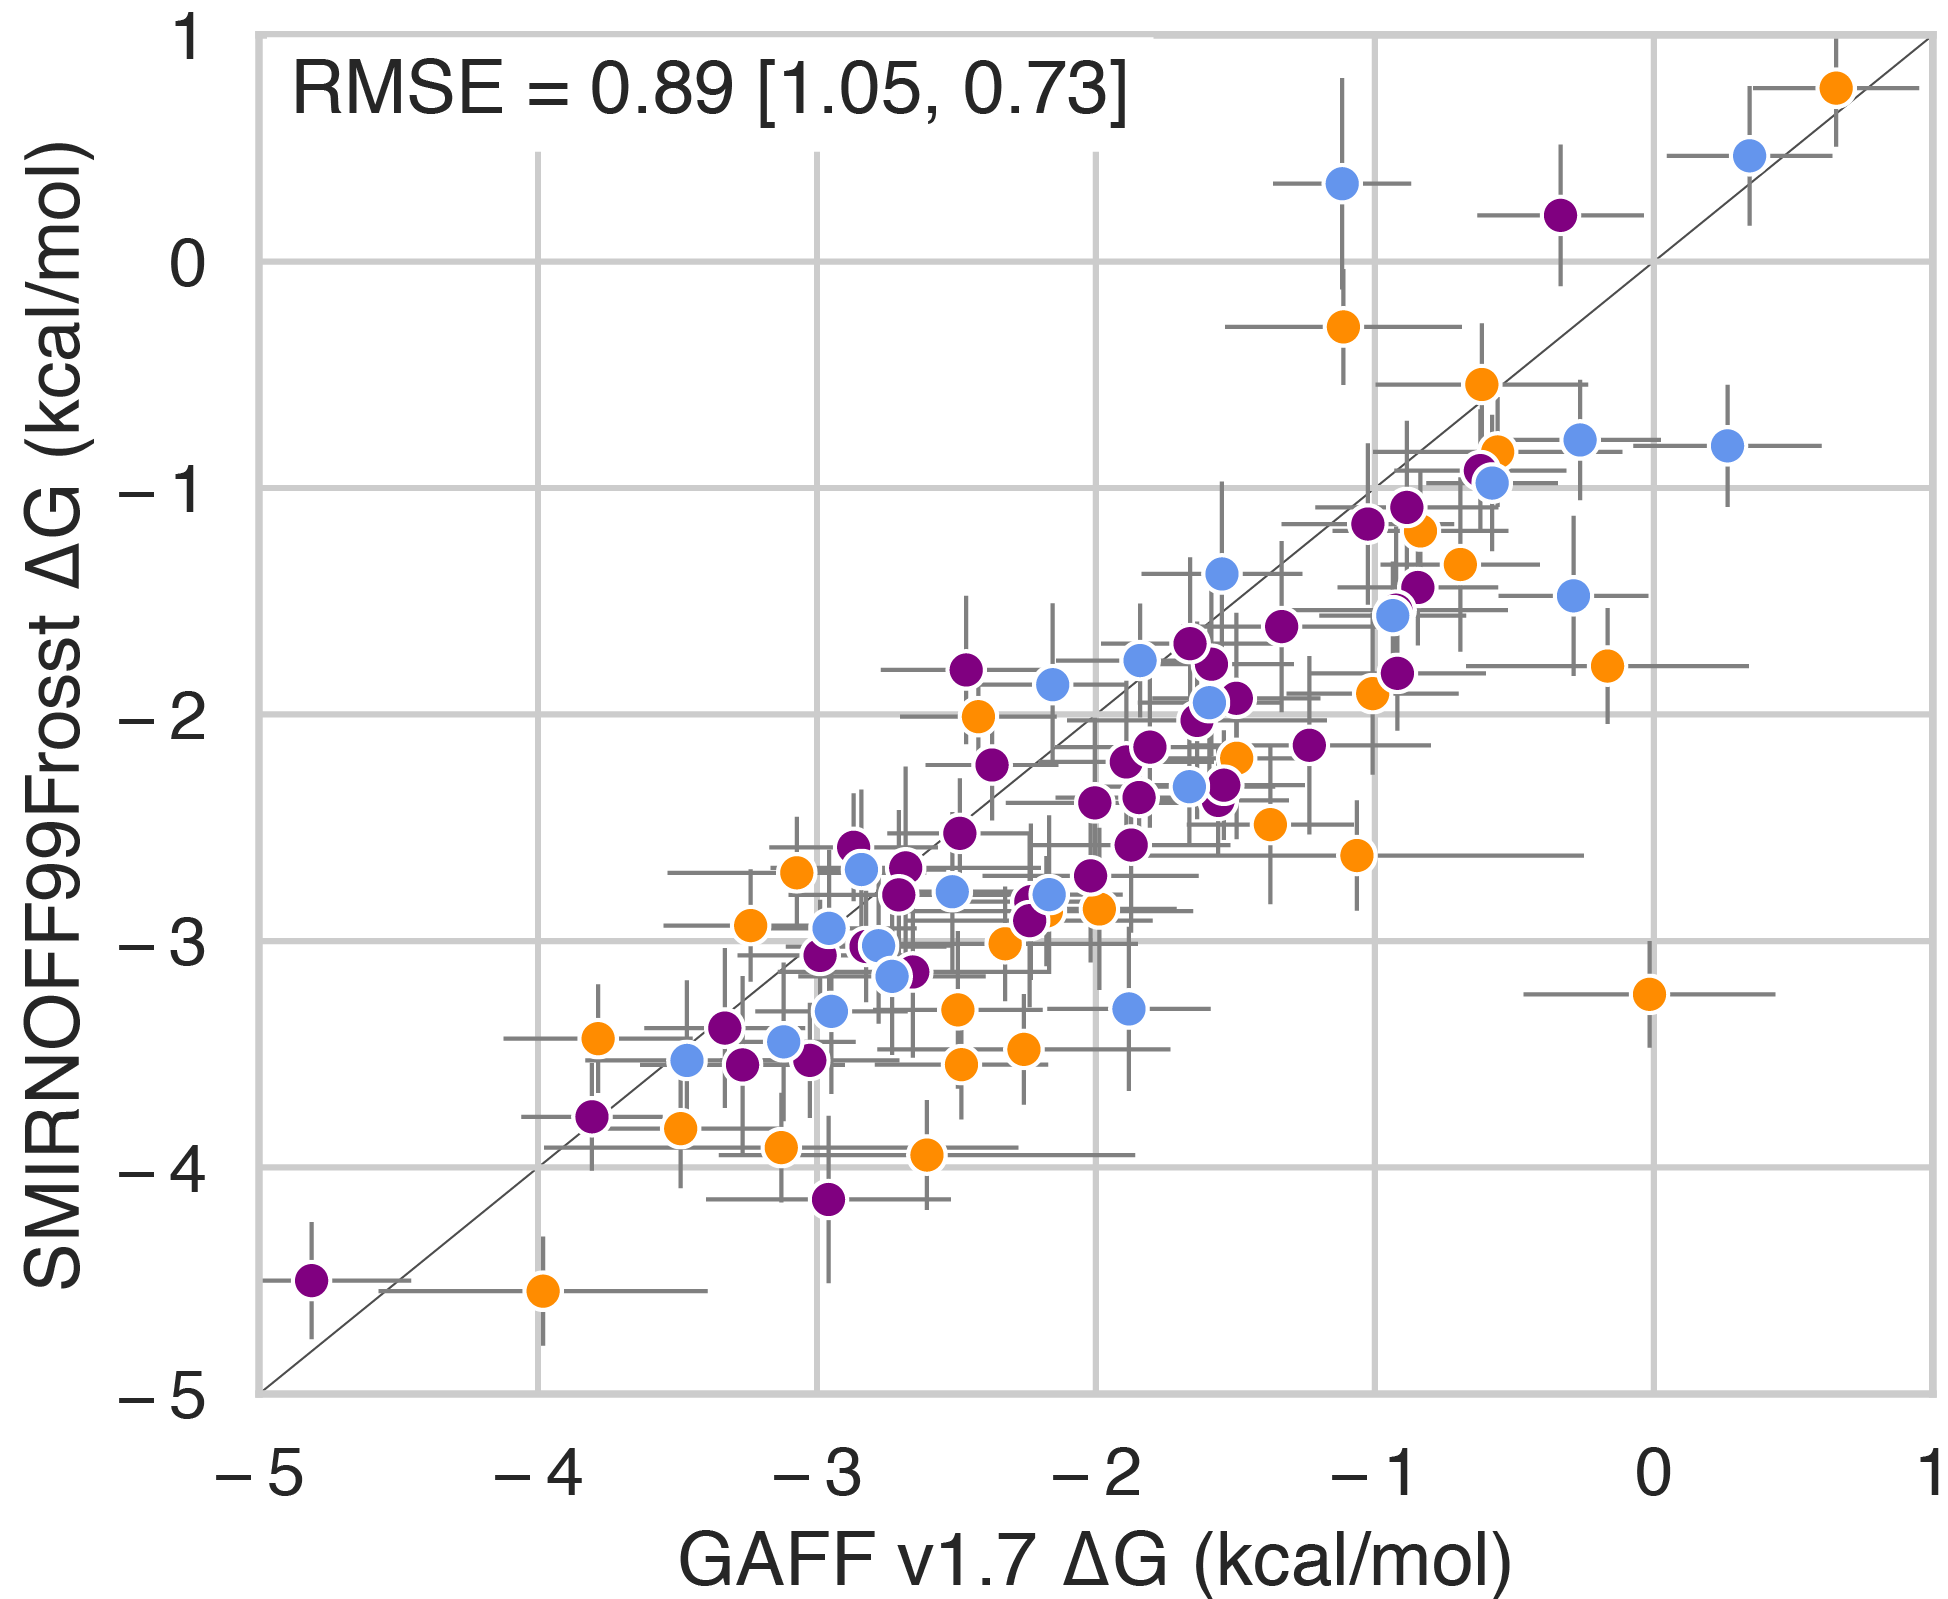 RMSE = 0.89 [1.05, 0.73]
SMIRNOFF99Frosst ΔG (kcal/mol)
1
0
−1
−2
−3
−4
−5
−5 −4 −3 −2 −1 0 1
GAFF v1.7 ΔG (kcal/mol)